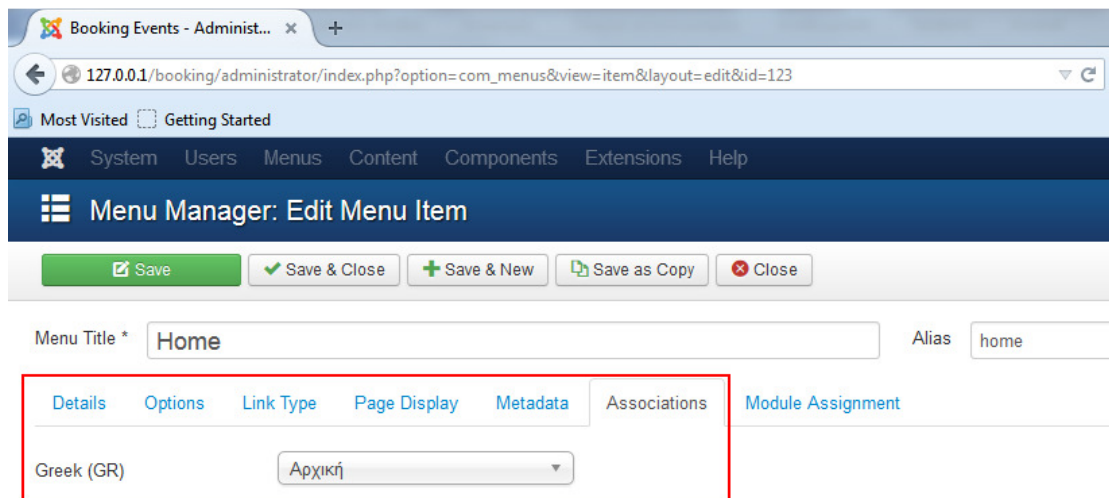 Booking Events - Administ...
127.0.0.1/booking/administrator/index.php?option=com_menus&view=item&layout=edit&id=123
Most Visited Getting Started
System Users Menus Content Components Extensions Help
Menu Manager: Edit Menu Item
Save Save & Close Save & New Save as Copy Close
Menu Title * Home Alias home
Details Options Link Type Page Display Metadata Associations Module Assignment
Greek (GR) Αρχική